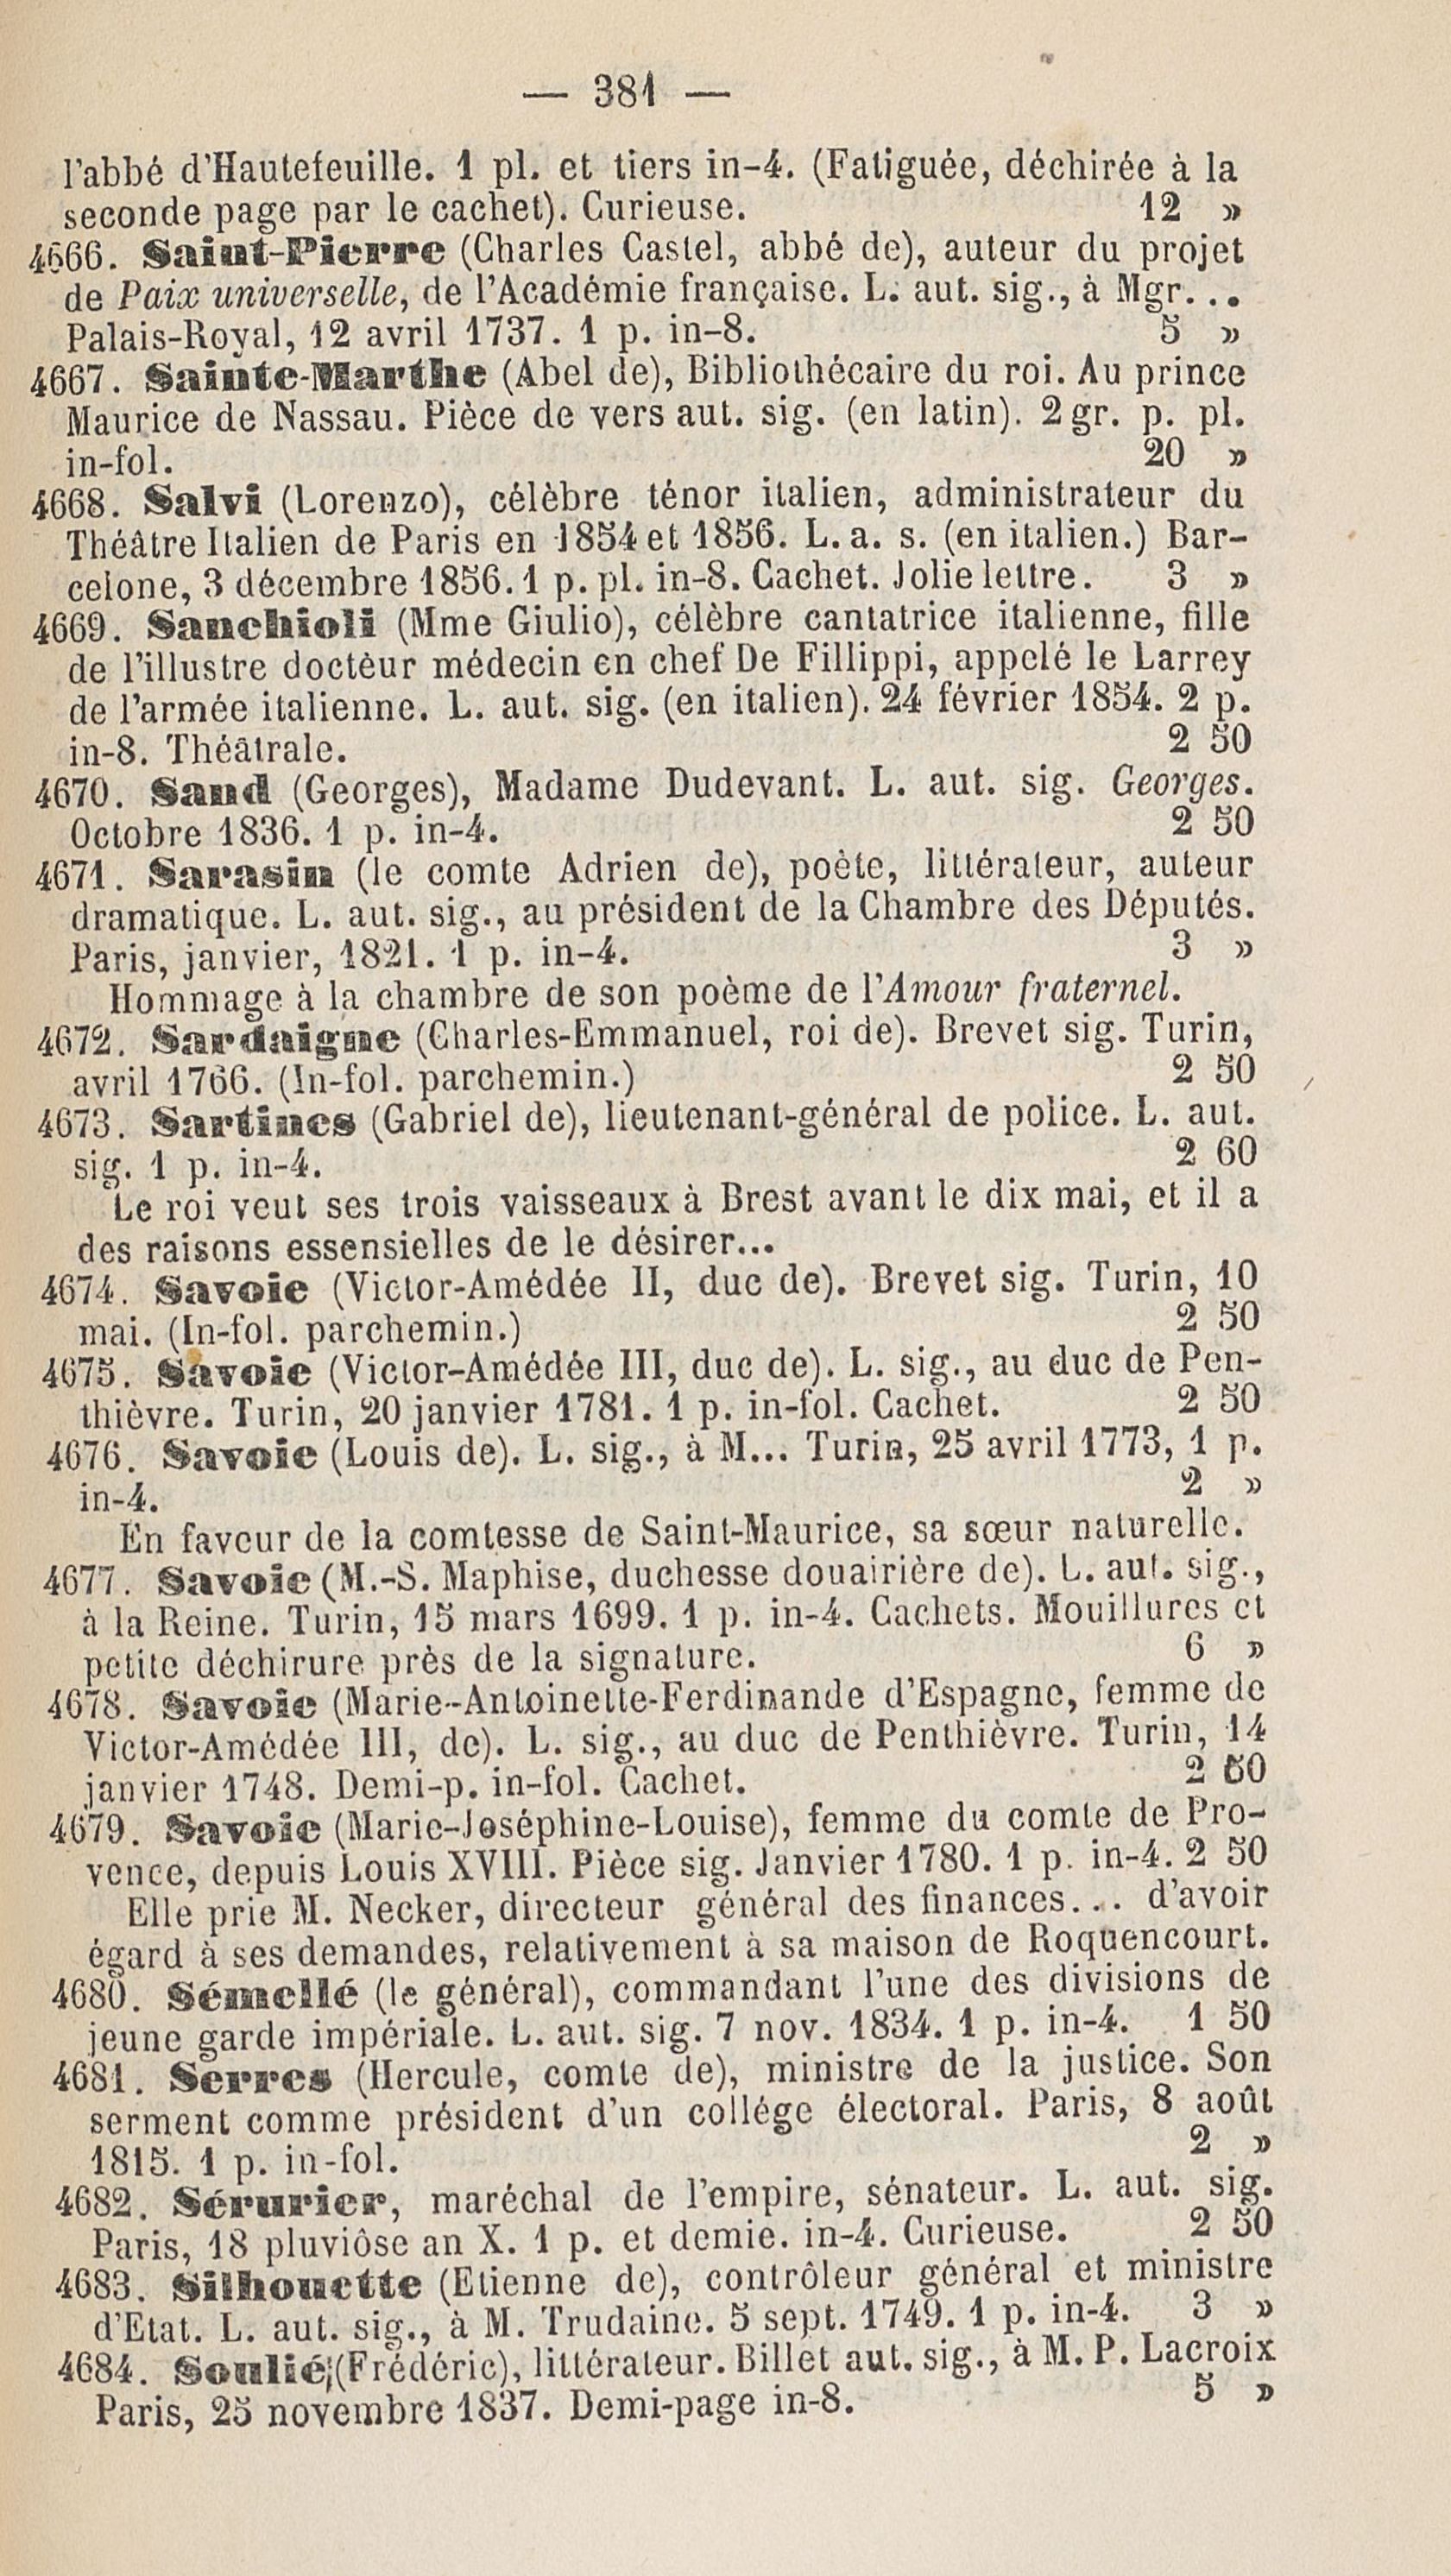 — 381 —
l'abbé d'Hautefeuille. 1 pl. et tiers in-4. (Fatiguée, déchirée à la
seconde page par le cachet). Curieuse. 12 »
4666. Saint-Pierre (Charles Castel, abbé de), auteur du projet
de Paix universelle, de l'Académie française. L. aut. sig., à Mgr...
Palais-Royal, 12 avril 1737. 1 p. in-8. 5 »
4667. Sainte-Marthe (Abel de), Bibliothécaire du roi. Au prince
Maurice de Nassau. Pièce de vers aut. sig. (en latin). 2 gr. p. pl.
in-fol. 20 »
4668. Salvi (Lorenzo), célèbre ténor italien, administrateur du
Théâtre Italien de Paris en 1854 et 1856. L. a. s. (en italien.) Bar-
celone, 3 décembre 1856. 1 p. pl. in-8. Cachet. Jolie lettre. 3 »
4669. Sanchioli (Mme Giulio), célèbre cantatrice italienne, fille
de l'illustre docteur médecin en chef De Fillippi, appelé le Larrey
de l'armée italienne. L. aut. sig. (en italien). 24 février 1854. 2 p.
in-8. Théâtrale. 2 50
4670. Sand (Georges), Madame Dudevant. L. aut. sig. Georges.
Octobre 1836. 1 p. in-4. 2 50
4671. Sarasin (le comte Adrien de), poète, littérateur, auteur
dramatique. L. aut. sig., au président de la Chambre des Députés.
Paris, janvier, 1821. 1 p. in-4. 3 »
Hommage à la chambre de son poème de l'Amour fraternel.
4672. Sardaigne (Charles-Emmanuel, roi de). Brevet sig. Turin,
avril 1766. (In-fol. parchemin.) 2 50
4673. Sartines (Gabriel de), lieutenant-général de police. L. aut.
sig. 1 p. in-4. 2 60
Le roi veut ses trois vaisseaux à Brest avant le dix mai, et il a
des raisons essensielles de le désirer...
4674. Savoie (Victor-Amédée II, duc de). Brevet sig. Turin, 10
mai. (In-fol. parchemin.) 2 50
4675. Savoie (Victor-Amédée III, duc de). L. sig., au duc de Pen-
thièvre. Turin, 20 janvier 1781. 1 p. in-fol. Cachet. 2 50
4676. Savoie (Louis de). L. sig., à M... Turin, 25 avril 1773, 1 p.
in-4. 2 »
En faveur de la comtesse de Saint-Maurice, sa sœur naturelle.
4677. Savoie (M.-S. Maphise, duchesse douairière de). L. aut. sig.,
à la Reine. Turin, 15 mars 1699. 1 p. in-4. Cachets. Mouillures et
petite déchirure près de la signature. 6 »
4678. Savoie (Marie-Antoinette-Ferdinande d'Espagne, femme de
Victor-Amédée III, de). L. sig., au duc de Penthièvre. Turin, 14
janvier 1748. Demi-p. in-fol. Cachet. 2 50
4679. Savoie (Marie-Joséphine-Louise), femme du comte de Pro-
vence, depuis Louis XVIII. Pièce sig. Janvier 1780. 1 p. in-4. 2 50
Elle prie M. Necker, directeur général des finances... d'avoir
égard à ses demandes, relativement à sa maison de Roquencourt.
4680. Sémellé (le général), commandant l'une des divisions de
jeune garde impériale. L. aut. sig. 7 nov. 1834. 1 p. in-4. 1 50
4681. Serres (Hercule, comte de), ministre de la justice. Son
serment comme président d'un collége électoral. Paris, 8 août
1815. 1 p. in-fol. 2 »
4682. Sérurier, maréchal de l'empire, sénateur. L. aut. sig.
Paris, 18 pluviôse an X. 1 p. et demie. in-4. Curieuse. 2 50
4683. Silhouette (Etienne de), contrôleur général et ministre
d'Etat. L. aut. sig., à M. Trudaine. 5 sept. 1749. 1 p. in-4. 3 »
4684. Soulié (Frédéric), littérateur. Billet aut. sig., à M. P. Lacroix
Paris, 25 novembre 1837. Demi-page in-8. 5 »